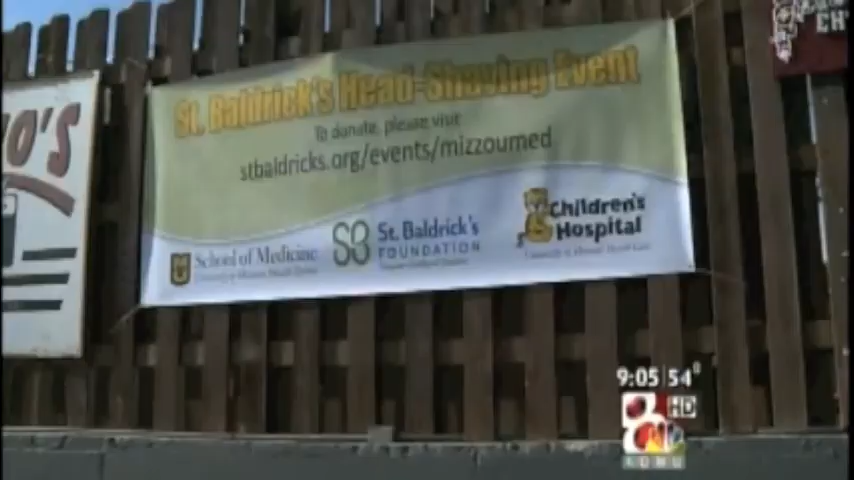 O'S
St. Baldrick's Head-Shaving Event
To donate, please visit
stbaldricks.org/events/mizzoumed
School of Medicine
St. Baldrick's
FOUNDATION
Children's
Hospital
9:05 54°
HD
KOMU